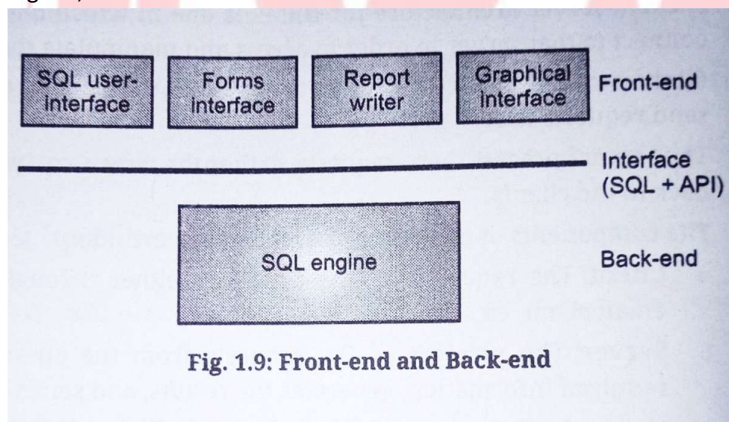 SQL user-
interface
Forms
interface
Report
writer
Graphical
interface
Front-end
Interface
(SQL + API)
SQL engine
Back-end
Fig. 1.9: Front-end and Back-end